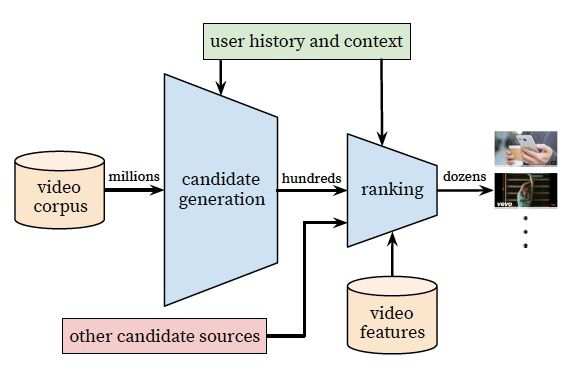 user history and context
video
corpus
millions
candidate
generation
hundreds
ranking
dozens
vevo
other candidate sources
video
features